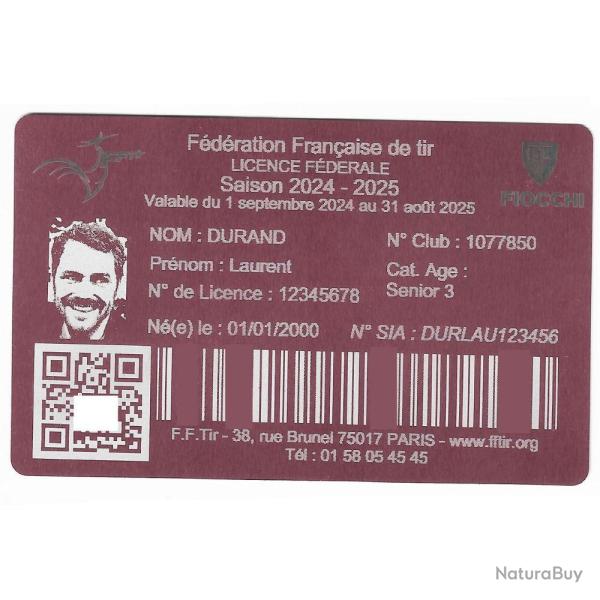 Fédération Française de tir
LICENCE FÉDERALE
Saison 2024 - 2025
Valable du 1 septembre 2024 au 31 août 2025
FIOCCHI
NOM : DURAND
N° Club : 1077850
Prénom : Laurent
Cat. Age :
Senior 3
N° de Licence : 12345678
Né(e) le : 01/01/2000
N° SIA : DURLAU123456
F.F.Tir - 38, rue Brunel 75017 PARIS - www.fftir.org
Tél : 01 58 05 45 45
NaturaBuy